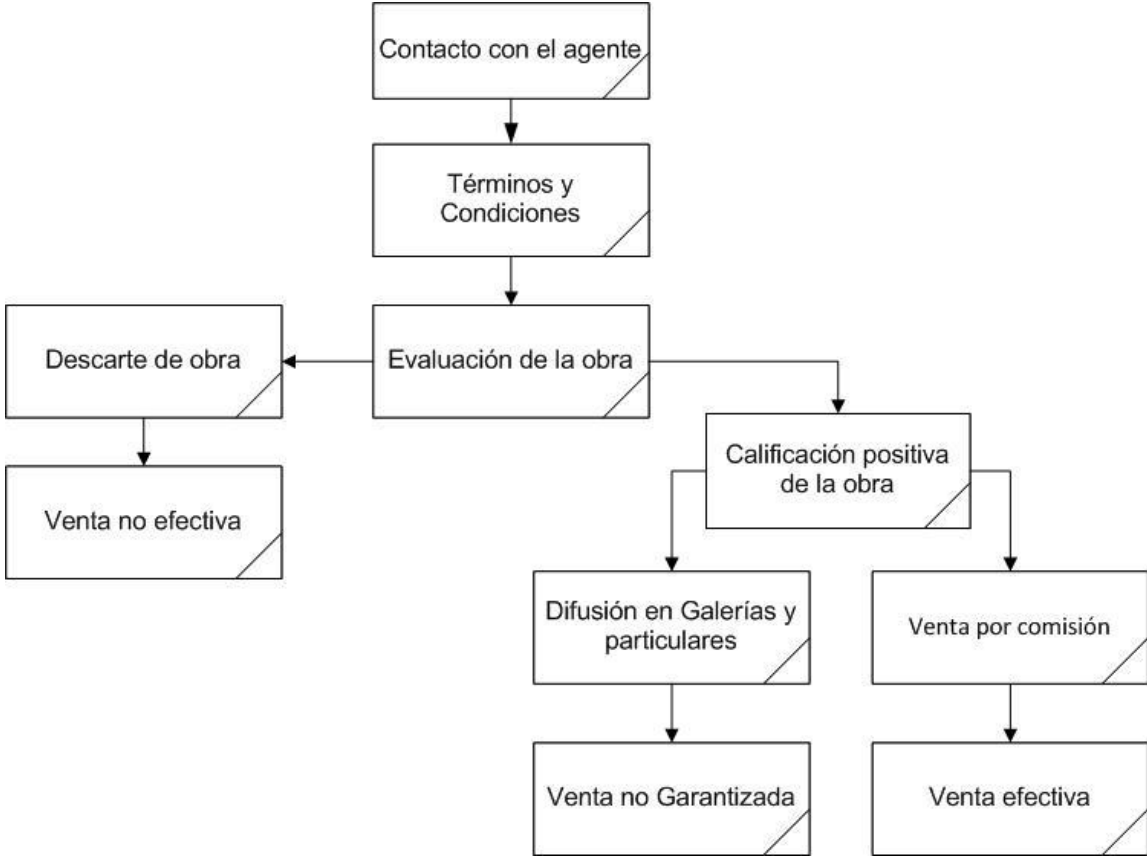 Contacto con el agente
Términos y
Condiciones
Descarte de obra
Evaluación de la obra
Calificación positiva
de la obra
Venta no efectiva
Difusión en Galerías y
particulares
Venta por comisión
Venta no Garantizada
Venta efectiva